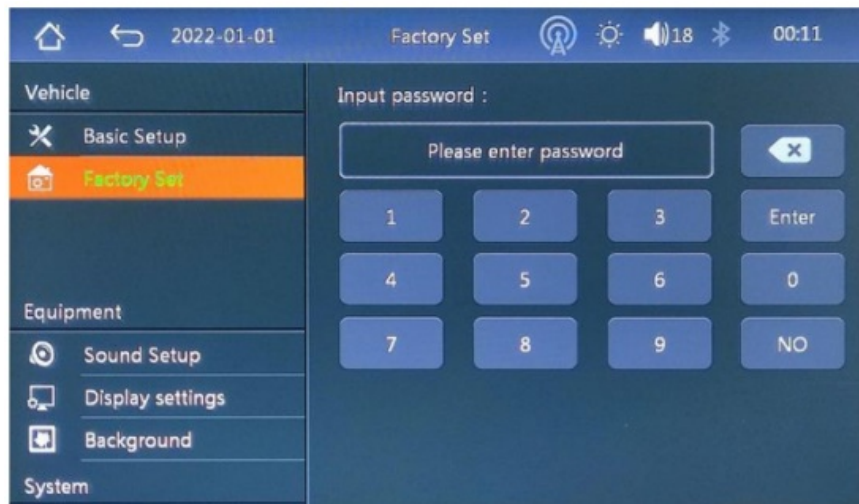 2022-01-01 Factory Set 18 00:11
Vehicle
Basic Setup
Factory Set
Equipment
Sound Setup
Display settings
Background
System
Input password :
Please enter password
1 2 3 Enter
4 5 6 0
7 8 9 NO